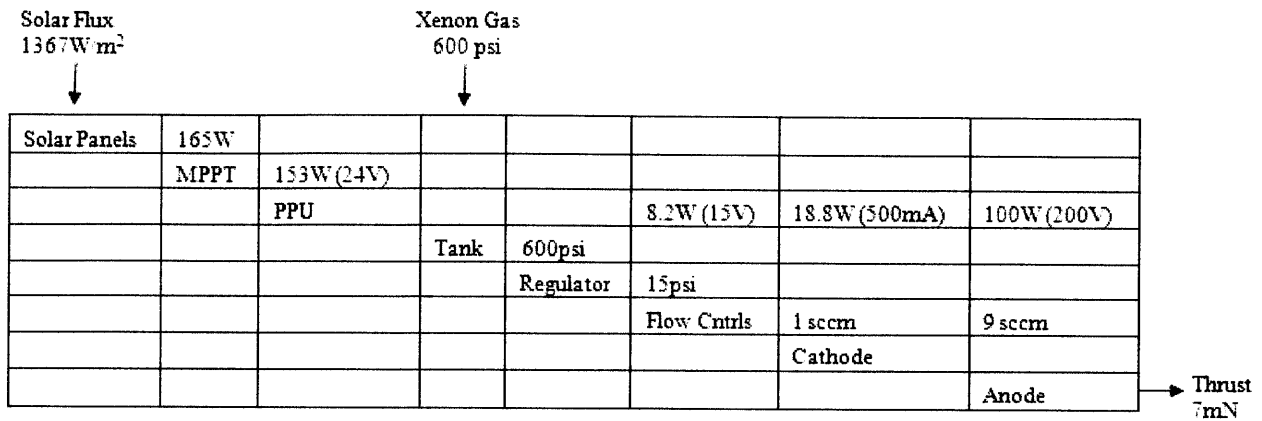 Solar Flux
1367W/m²
Xenon Gas
600 psi
Solar Panels 165W
MPPT 153W(24V)
PPU 8.2W(15V) 18.8W(500mA) 100W(200V)
Tank 600psi
Regulator 15psi
Flow Cntrls 1 sccm 9 sccm
Cathode
Anode
Thrust
7mN